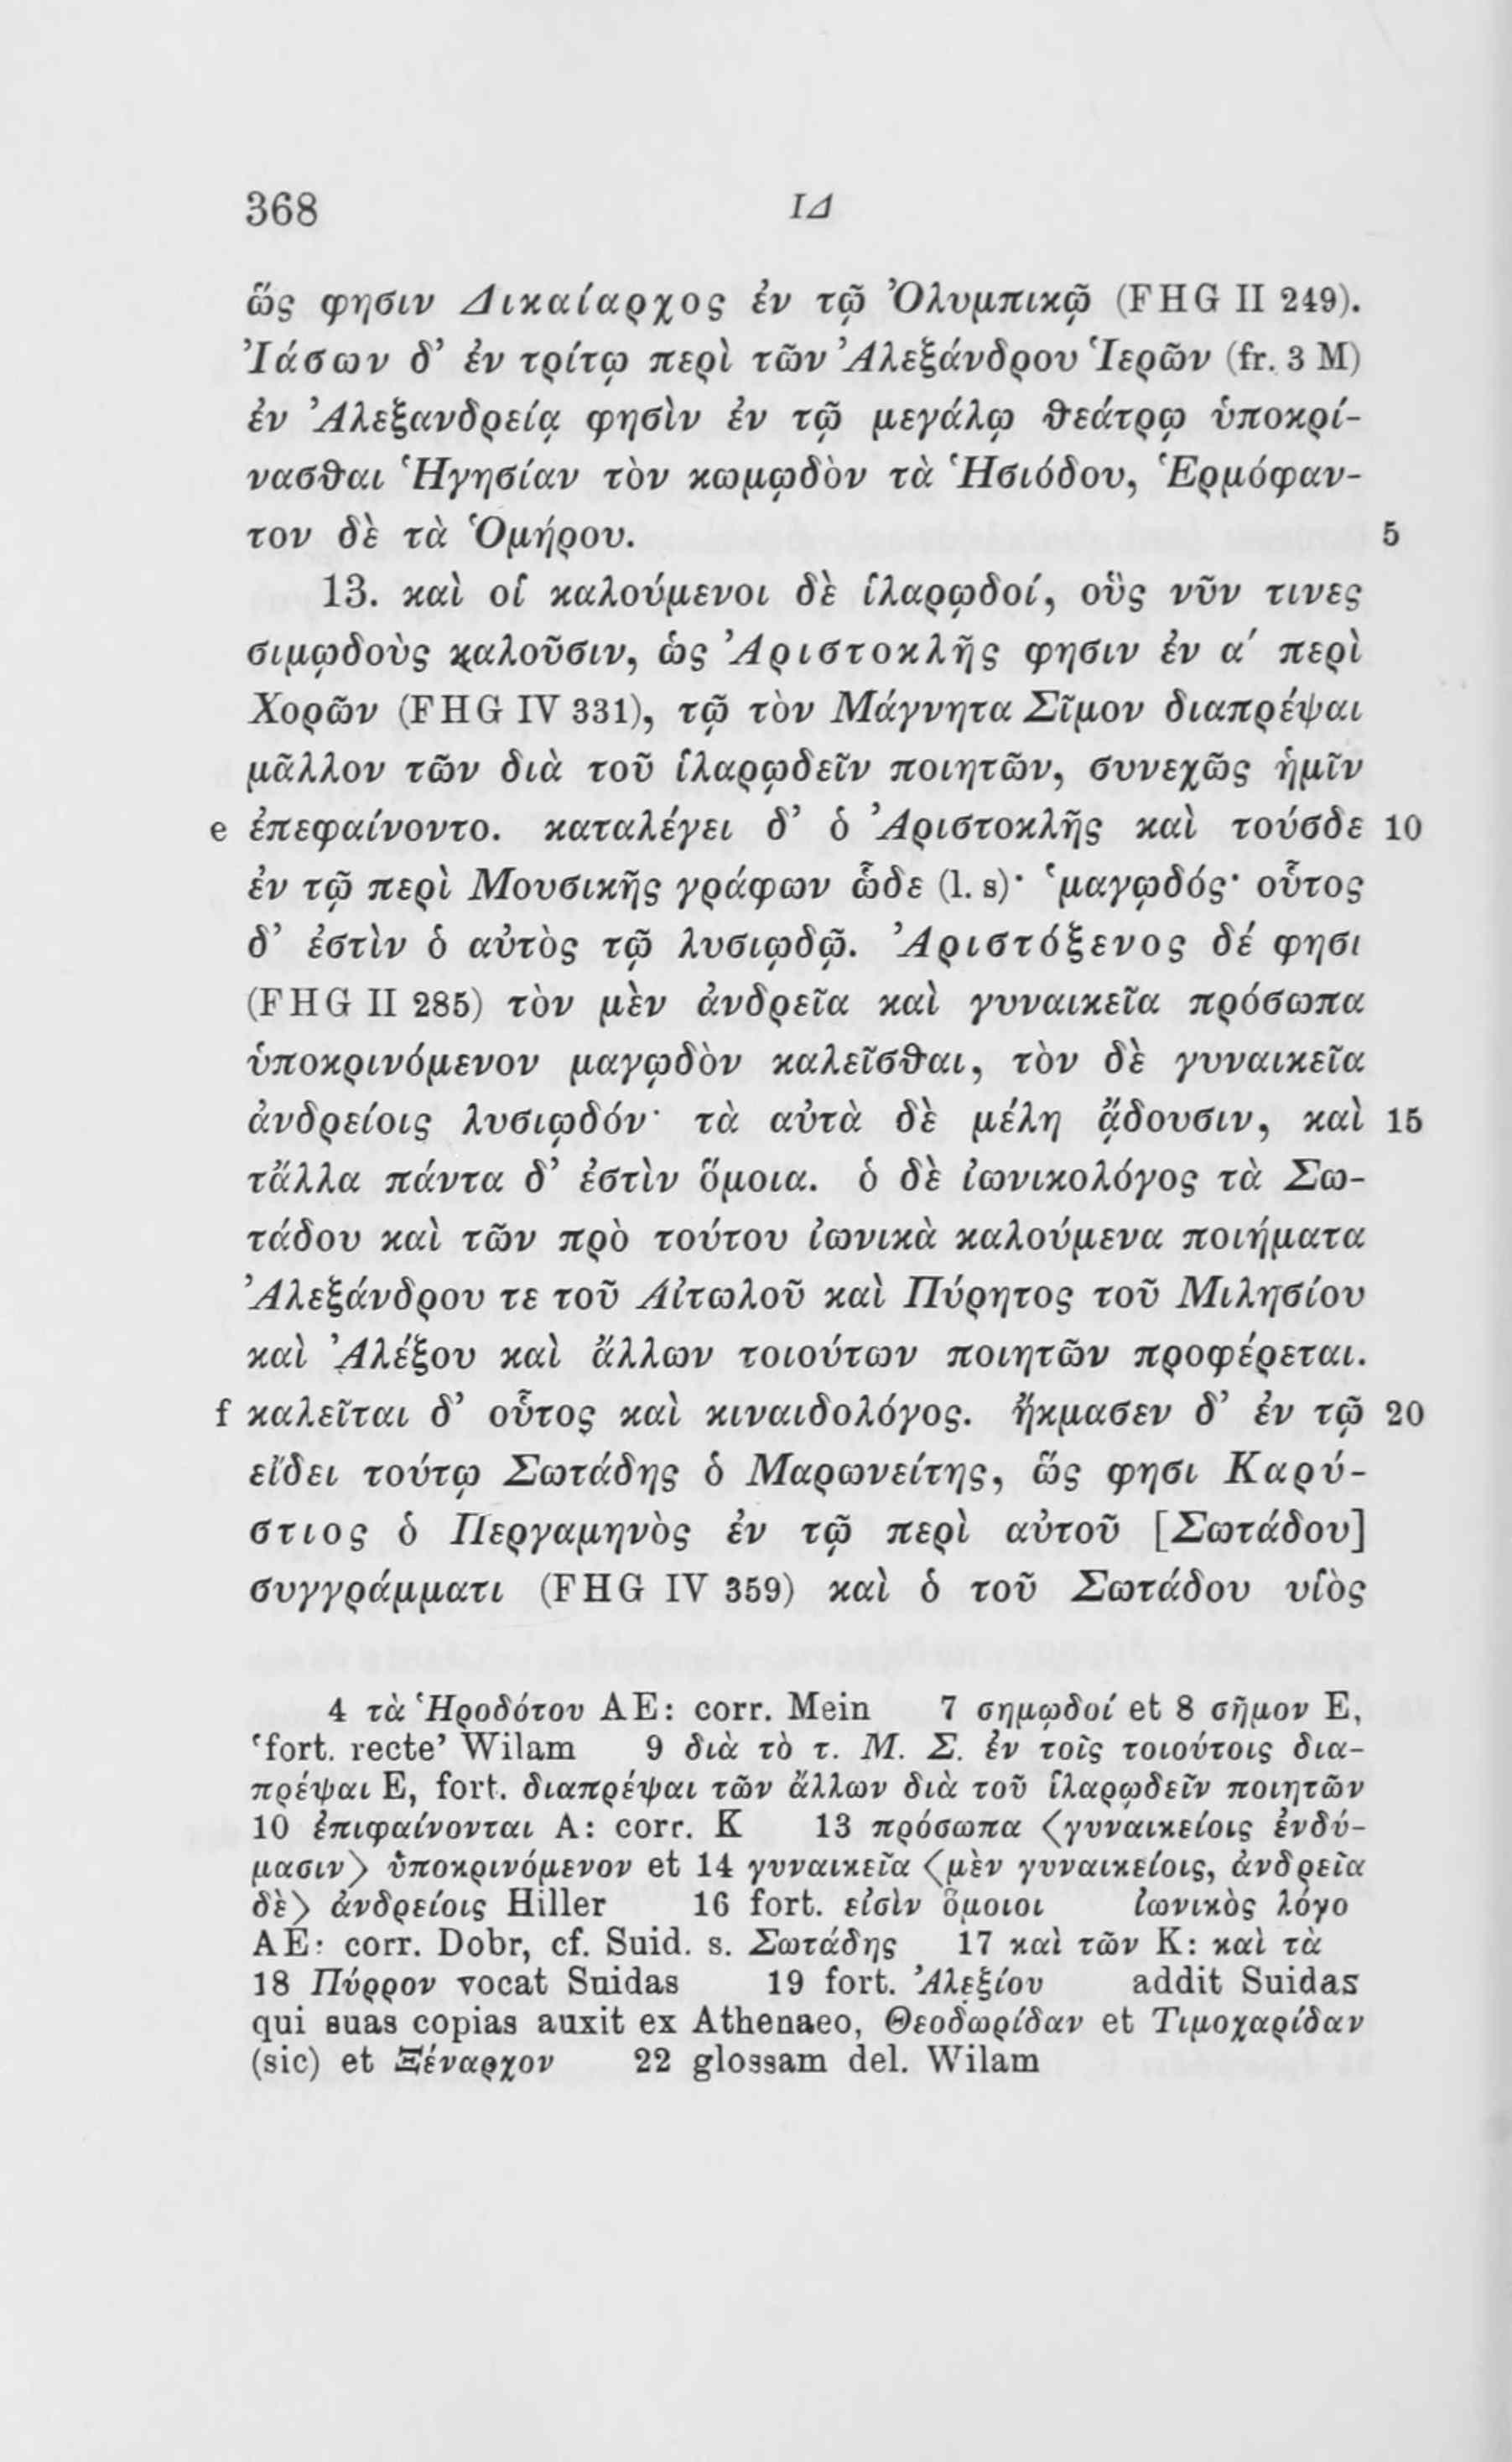 368 ΙΔ
ὥς φησιν Δικαίαρχος ἐν τῷ Ὀλυμπικῷ (FHG II 249).
Ἰάσων δ’ ἐν τρίτῳ περὶ τῶν Ἀλεξάνδρου Ἱερῶν (fr. 3 M)
ἐν Ἀλεξανδρείᾳ φησὶν ἐν τῷ μεγάλῳ θεάτρῳ ὑποκρί-
νασθαι Ἡγησίαν τὸν κωμῳδὸν τὰ Ἡσιόδου, Ἑρμόφαν-
τον δὲ τὰ Ὁμήρου. 5
13. καὶ οἱ καλούμενοι δὲ ἱλαρῳδοί, οὓς νῦν τινες
σιμῳδοὺς καλοῦσιν, ὡς Ἀριστοκλῆς φησιν ἐν α′ περὶ
Χορῶν (FHG IV 331), τῷ τὸν Μάγνητα Σῖμον διαπρέψαι
μᾶλλον τῶν διὰ τοῦ ἱλαρῳδεῖν ποιητῶν, συνεχῶς ἡμῖν
e ἐπεφαίνοντο. καταλέγει δ’ ὁ Ἀριστοκλῆς καὶ τούσδε 10
ἐν τῷ περὶ Μουσικῆς γράφων ὧδε (l. s)· ‘μαγῳδός· οὗτος
δ’ ἐστὶν ὁ αὐτὸς τῷ λυσιῳδῷ. Ἀριστόξενος δέ φησι
(FHG II 285) τὸν μὲν ἀνδρεῖα καὶ γυναικεῖα πρόσωπα
ὑποκρινόμενον μαγῳδὸν καλεῖσθαι, τὸν δὲ γυναικεῖα
ἀνδρείοις λυσιῳδόν· τὰ αὐτὰ δὲ μέλη ᾄδουσιν, καὶ 15
τἄλλα πάντα δ’ ἐστὶν ὅμοια. ὁ δὲ ἰωνικολόγος τὰ Σω-
τάδου καὶ τῶν πρὸ τούτου ἰωνικὰ καλούμενα ποιήματα
Ἀλεξάνδρου τε τοῦ Αἰτωλοῦ καὶ Πύρητος τοῦ Μιλησίου
καὶ Ἀλέξου καὶ ἄλλων τοιούτων ποιητῶν προφέρεται.
f καλεῖται δ’ οὗτος καὶ κιναιδολόγος. ἤκμασεν δ’ ἐν τῷ 20
εἴδει τούτῳ Σωτάδης ὁ Μαρωνείτης, ὥς φησι Καρύ-
στιος ὁ Περγαμηνὸς ἐν τῷ περὶ αὐτοῦ [Σωτάδου]
συγγράμματι (FHG IV 359) καὶ ὁ τοῦ Σωτάδου υἱὸς
4 τὰ Ἡροδότου AE: corr. Mein 7 σημῳδοί et 8 σῆμον E,
‘fort. recte’ Wilam 9 διὰ τὸ τ. Μ. Σ. ἐν τοῖς τοιούτοις δια-
πρέψαι E, fort. διαπρέψαι τῶν ἄλλων διὰ τοῦ ἱλαρῳδεῖν ποιητῶν
10 ἐπιφαίνονται A: corr. K 13 πρόσωπα 〈γυναικείοις ἐνδύ-
μασιν〉 ὑποκρινόμενον et 14 γυναικεῖα 〈μὲν γυναικείοις, ἀνδρεῖα
δὲ〉 ἀνδρείοις Hiller 16 fort. εἰσὶν ὅμοιοι ἰωνικὸς λόγο
AE: corr. Dobr, cf. Suid. s. Σωτάδης 17 καὶ τῶν K: καὶ τὰ
18 Πύρρον vocat Suidas 19 fort. Ἀλεξίου addit Suidas
qui suas copias auxit ex Athenaeo, Θεοδωρίδαν et Τιμοχαρίδαν
(sic) et Ξέναρχον 22 glossam del. Wilam